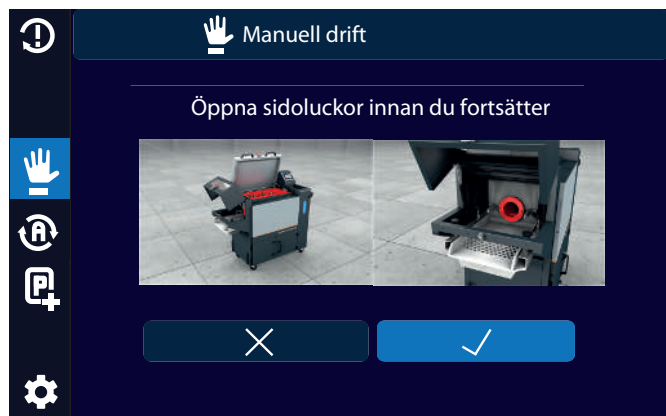 Manuell drift
Öppna sidoluckor innan du fortsätter
A
P